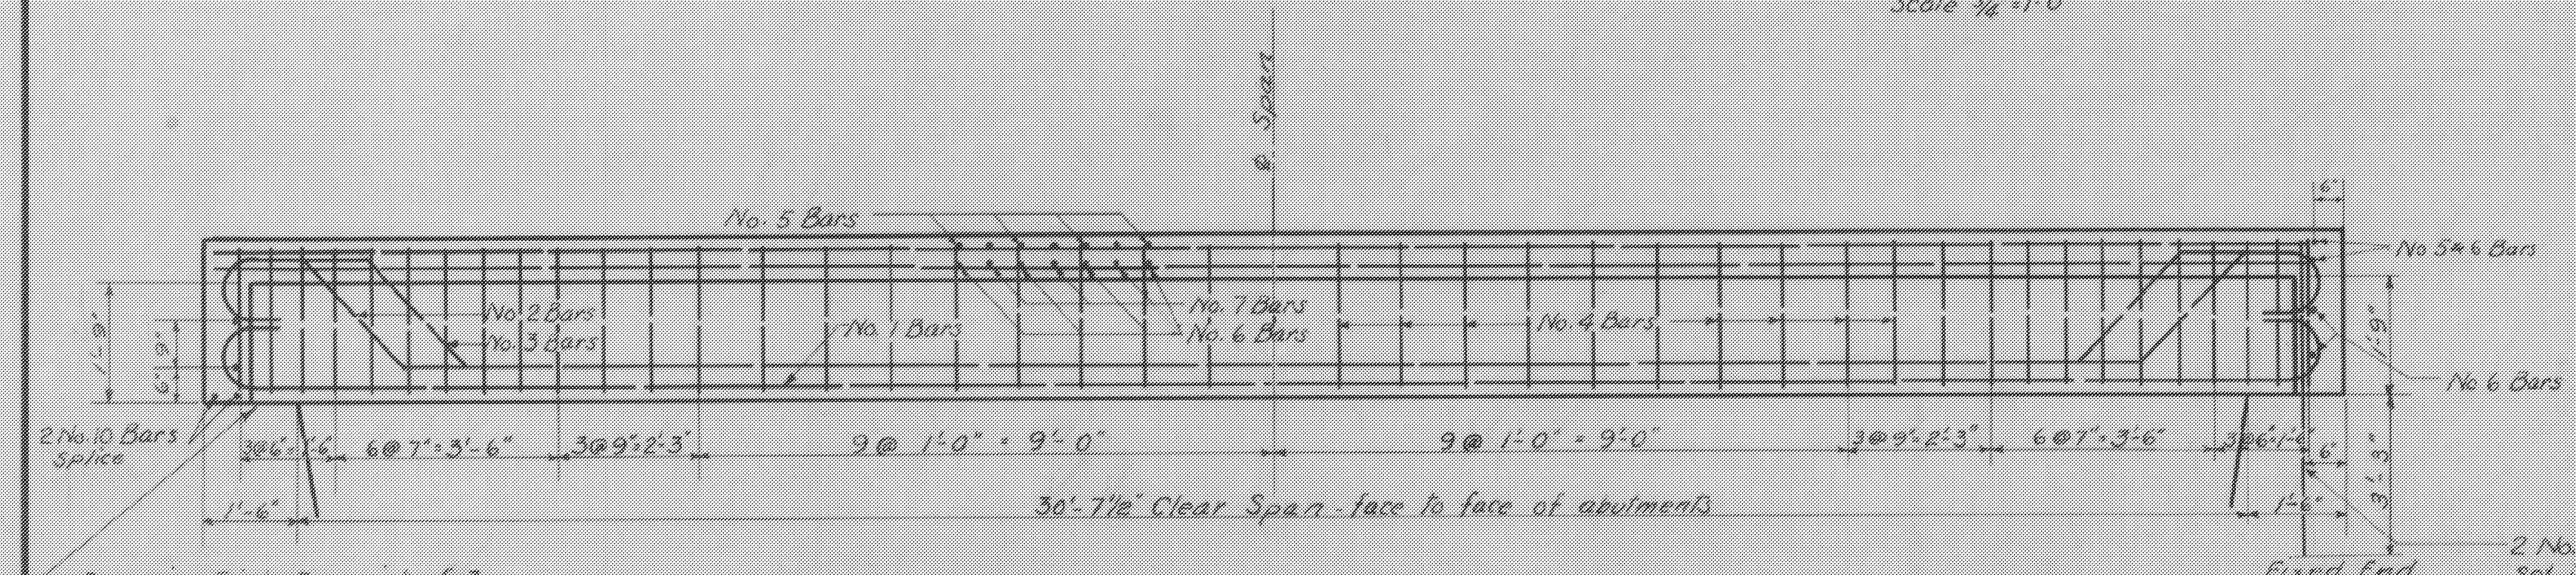 Scale 3/4"=1'-0"
℄ Span
6"
No. 5 Bars
No 5 & 6 Bars
No. 2 Bars
No. 3 Bars
No. 1 Bars
No. 7 Bars
No. 6 Bars
No. 4 Bars
1'-9"
9"
6"
1'-9"
No 6 Bars
2 No. 10 Bars
splice
3@6"=1'-6"
6@7"=3'-6"
3@9"=2'-3"
9@ 1'-0" = 9'-0"
9@ 1'-0" = 9'-0"
3@9"=2'-3"
6@7"=3'-6"
3@6"=1'-6"
6"
3'-3"
1'-6"
30'-7½" Clear Span - face to face of abutments
1'-6"
2 No.
Fixed End